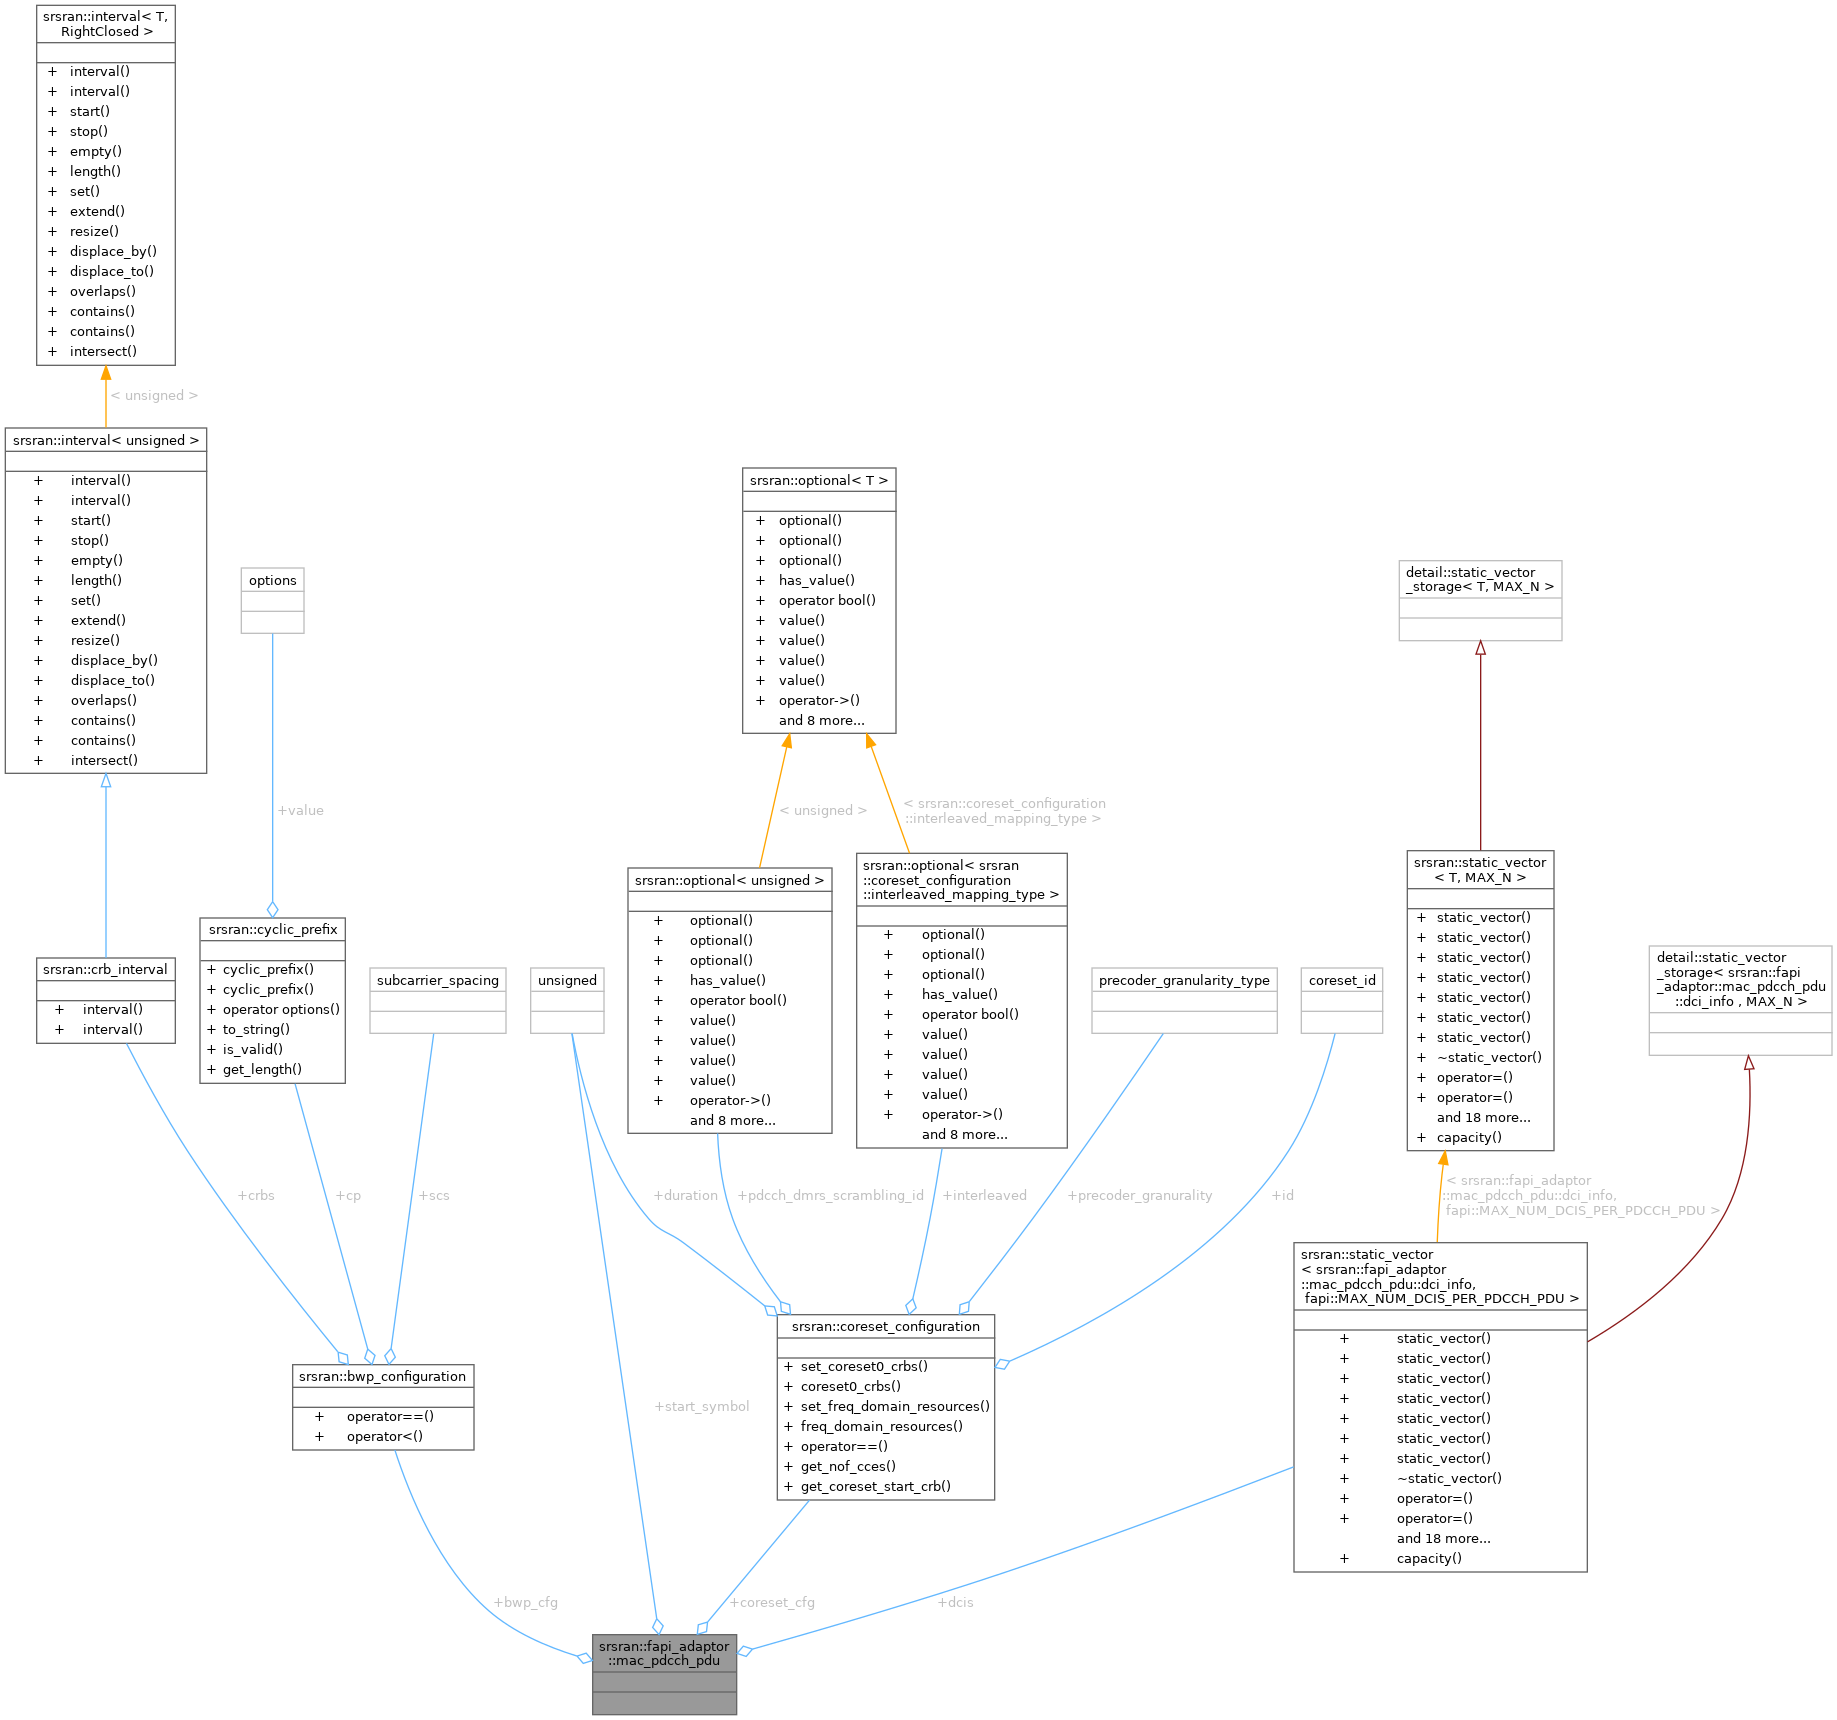 srsran::interval< T,
RightClosed >
+ interval()
+ interval()
+ start()
+ stop()
+ empty()
+ length()
+ set()
+ extend()
+ resize()
+ displace_by()
+ displace_to()
+ overlaps()
+ contains()
+ contains()
+ intersect()
< unsigned >
srsran::interval< unsigned >
+ interval()
+ interval()
+ start()
+ stop()
+ empty()
+ length()
+ set()
+ extend()
+ resize()
+ displace_by()
+ displace_to()
+ overlaps()
+ contains()
+ contains()
+ intersect()
options
+value
srsran::optional< T >
+ optional()
+ optional()
+ optional()
+ has_value()
+ operator bool()
+ value()
+ value()
+ value()
+ value()
+ operator->()
and 8 more...
< unsigned >
< srsran::coreset_configuration
::interleaved_mapping_type >
detail::static_vector
_storage< T, MAX_N >
srsran::crb_interval
+ interval()
+ interval()
srsran::cyclic_prefix
+ cyclic_prefix()
+ cyclic_prefix()
+ operator options()
+ to_string()
+ is_valid()
+ get_length()
subcarrier_spacing
unsigned
srsran::optional< unsigned >
+ optional()
+ optional()
+ optional()
+ has_value()
+ operator bool()
+ value()
+ value()
+ value()
+ value()
+ operator->()
and 8 more...
srsran::optional< srsran
::coreset_configuration
::interleaved_mapping_type >
+ optional()
+ optional()
+ optional()
+ has_value()
+ operator bool()
+ value()
+ value()
+ value()
+ value()
+ operator->()
and 8 more...
precoder_granularity_type
coreset_id
srsran::static_vector
< T, MAX_N >
+ static_vector()
+ static_vector()
+ static_vector()
+ static_vector()
+ static_vector()
+ static_vector()
+ static_vector()
+ ~static_vector()
+ operator=()
+ operator=()
and 18 more...
+ capacity()
detail::static_vector
_storage< srsran::fapi
_adaptor::mac_pdcch_pdu
::dci_info , MAX_N >
+crbs
+cp
+scs
+duration
+pdcch_dmrs_scrambling_id
+interleaved
+precoder_granurality
+id
< srsran::fapi_adaptor
::mac_pdcch_pdu::dci_info,
fapi::MAX_NUM_DCIS_PER_PDCCH_PDU >
srsran::bwp_configuration
+ operator==()
+ operator<()
+start_symbol
srsran::coreset_configuration
+ set_coreset0_crbs()
+ coreset0_crbs()
+ set_freq_domain_resources()
+ freq_domain_resources()
+ operator==()
+ get_nof_cces()
+ get_coreset_start_crb()
srsran::static_vector
< srsran::fapi_adaptor
::mac_pdcch_pdu::dci_info,
fapi::MAX_NUM_DCIS_PER_PDCCH_PDU >
+ static_vector()
+ static_vector()
+ static_vector()
+ static_vector()
+ static_vector()
+ static_vector()
+ static_vector()
+ ~static_vector()
+ operator=()
+ operator=()
and 18 more...
+ capacity()
+bwp_cfg
+coreset_cfg
+dcis
srsran::fapi_adaptor
::mac_pdcch_pdu